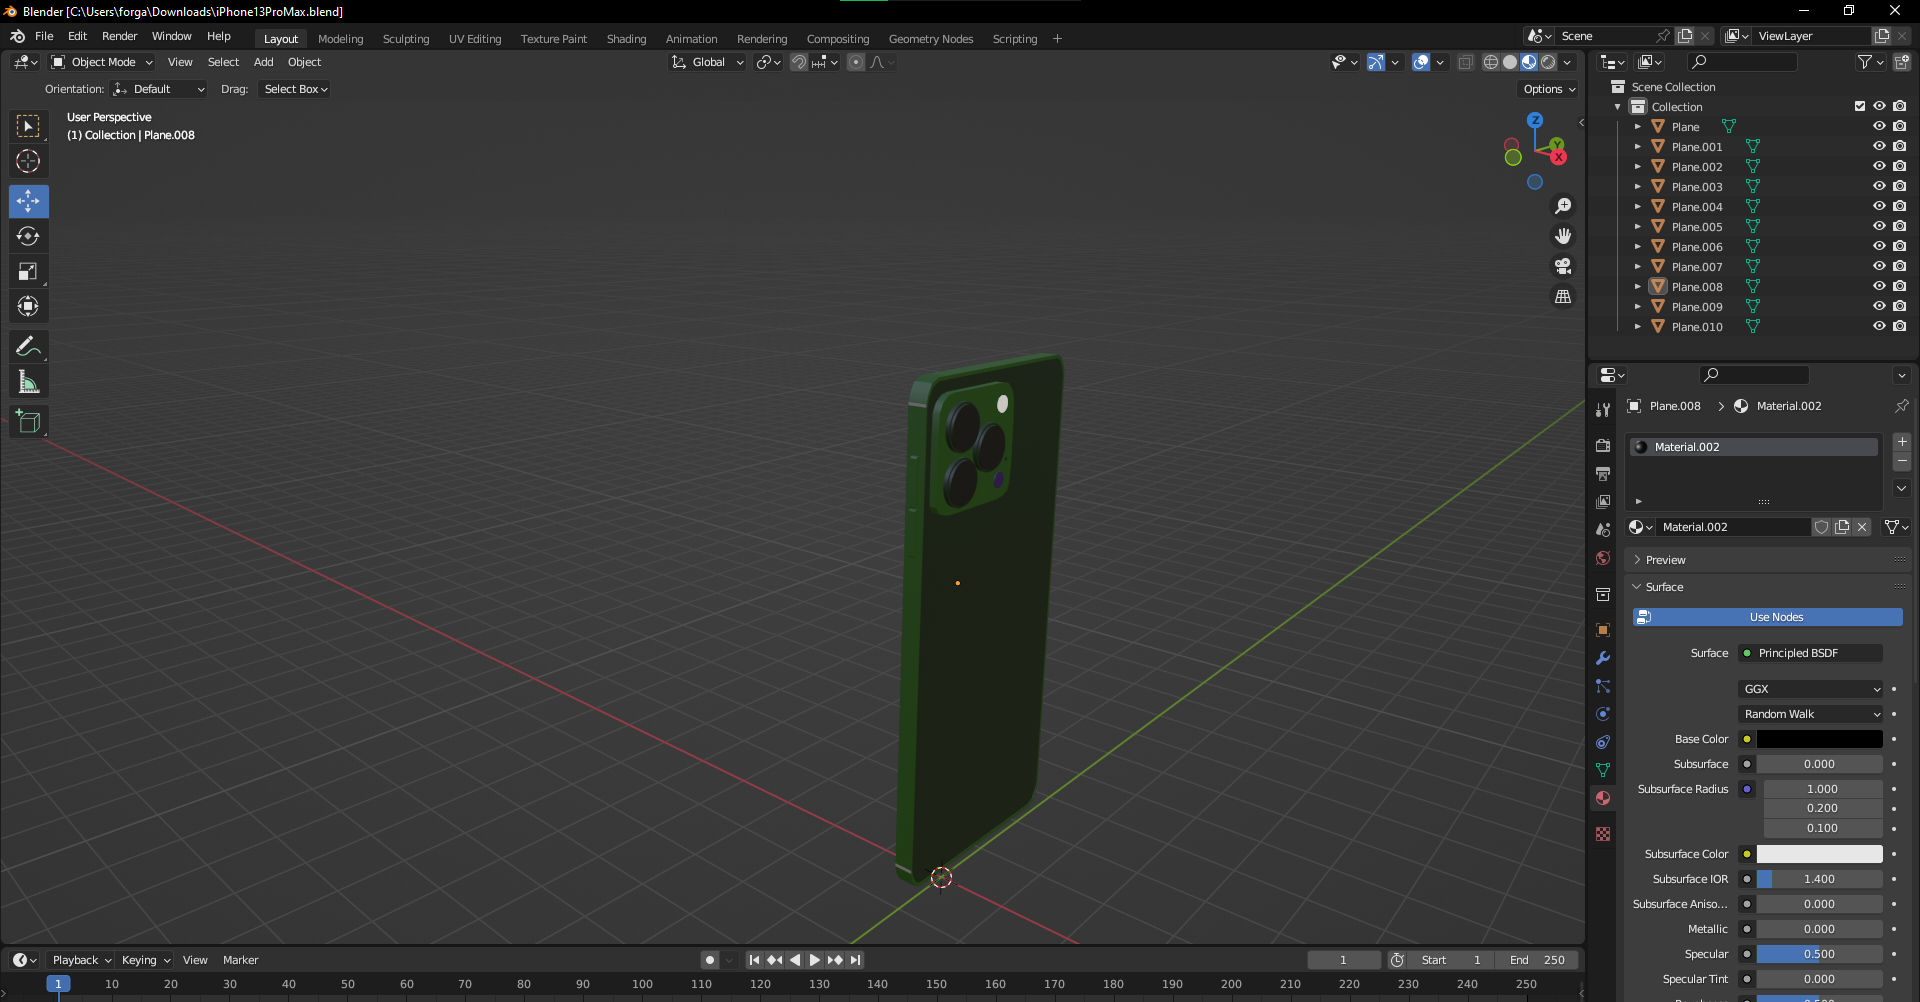 Blender [C:\Users\forga\Downloads\iPhone13ProMax.blend]
File Edit Render Window Help Layout Modeling Sculpting UV Editing Texture Paint Shading Animation Rendering Compositing Geometry Nodes Scripting + Scene ViewLayer
Object Mode View Select Add Object Global
Orientation: Default Drag: Select Box Options
User Perspective
(1) Collection | Plane.008
Z
Y
X
Scene Collection
Collection
Plane
Plane.001
Plane.002
Plane.003
Plane.004
Plane.005
Plane.006
Plane.007
Plane.008
Plane.009
Plane.010
Plane.008 > Material.002
Material.002
Material.002
Preview
Surface
Use Nodes
Surface Principled BSDF
GGX
Random Walk
Base Color
Subsurface 0.000
Subsurface Radius 1.000
0.200
0.100
Subsurface Color
Subsurface IOR 1.400
Subsurface Aniso... 0.000
Metallic 0.000
Specular 0.500
Specular Tint 0.000
Playback Keying View Marker 1 Start 1 End 250
1 10 20 30 40 50 60 70 80 90 100 110 120 130 140 150 160 170 180 190 200 210 220 230 240 250